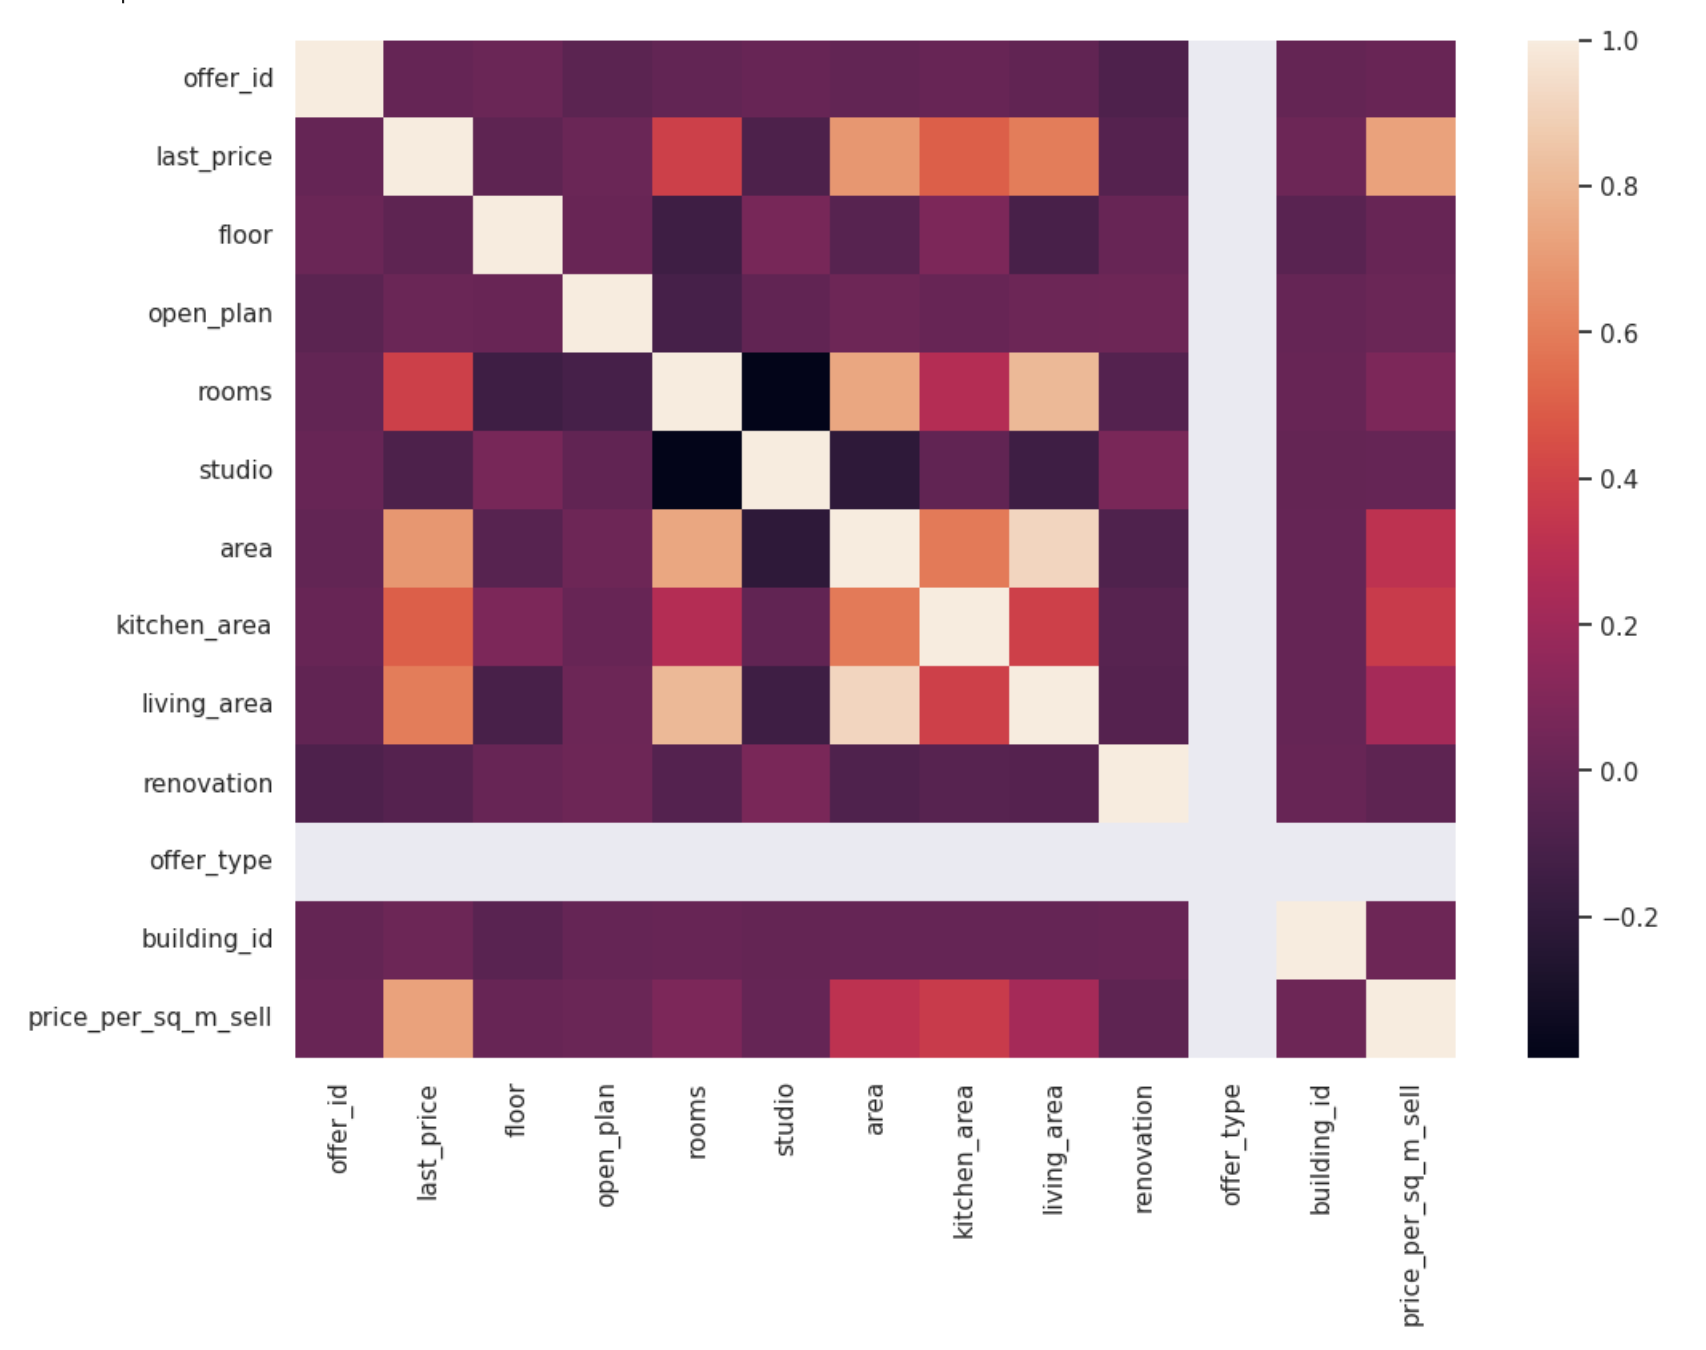 offer_id
last_price
floor
open_plan
rooms
studio
area
kitchen_area
living_area
renovation
offer_type
building_id
price_per_sq_m_sell
offer_id
last_price
floor
open_plan
rooms
studio
area
kitchen_area
living_area
renovation
offer_type
building_id
price_per_sq_m_sell
1.0
0.8
0.6
0.4
0.2
0.0
−0.2